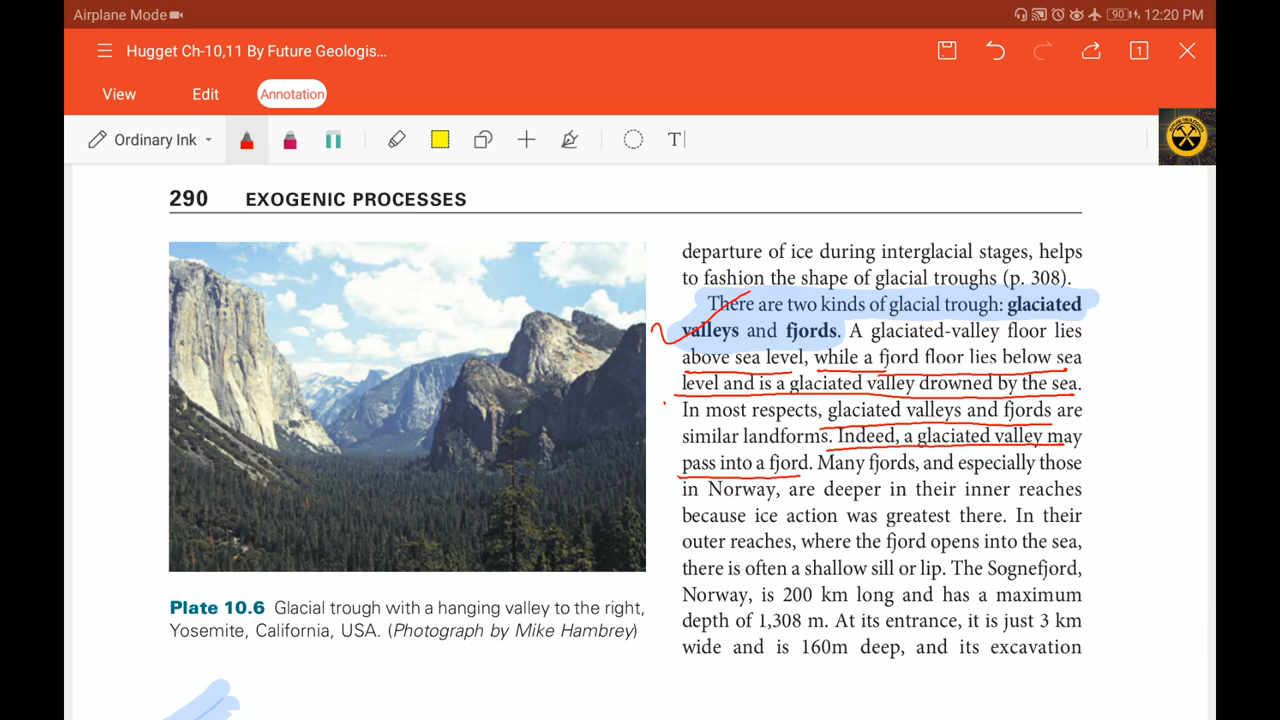 Airplane Mode
90
12:20 PM
Hugget Ch-10,11 By Future Geologis...
1
View
Edit
Annotation
Ordinary Ink
T
290 EXOGENIC PROCESSES
Plate 10.6 Glacial trough with a hanging valley to the right,
Yosemite, California, USA. (Photograph by Mike Hambrey)
departure of ice during interglacial stages, helps
to fashion the shape of glacial troughs (p. 308).
There are two kinds of glacial trough: glaciated
valleys and fjords. A glaciated-valley floor lies
above sea level, while a fjord floor lies below sea
level and is a glaciated valley drowned by the sea.
In most respects, glaciated valleys and fjords are
similar landforms. Indeed, a glaciated valley may
pass into a fjord. Many fjords, and especially those
in Norway, are deeper in their inner reaches
because ice action was greatest there. In their
outer reaches, where the fjord opens into the sea,
there is often a shallow sill or lip. The Sognefjord,
Norway, is 200 km long and has a maximum
depth of 1,308 m. At its entrance, it is just 3 km
wide and is 160m deep, and its excavation